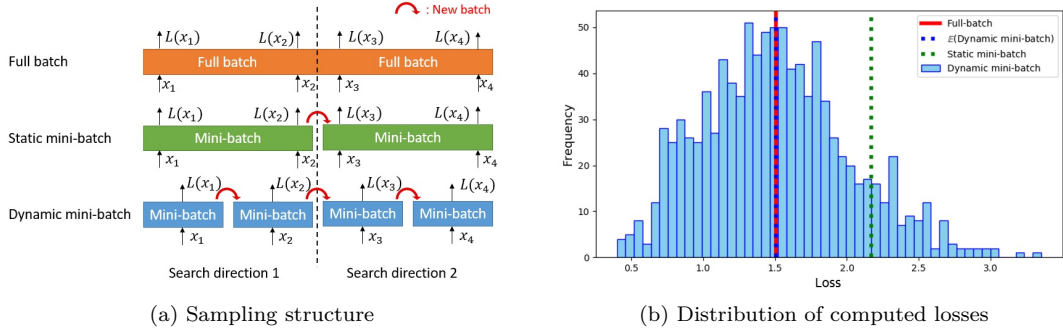 : New batch
L(x₁) L(x₂) L(x₃) L(x₄)
Full batch Full batch Full batch
x₁ x₂ x₃ x₄
L(x₁) L(x₂) L(x₃) L(x₄)
Static mini-batch Mini-batch Mini-batch
x₁ x₂ x₃ x₄
L(x₁) L(x₂) L(x₃) L(x₄)
Dynamic mini-batch Mini-batch Mini-batch Mini-batch Mini-batch
x₁ x₂ x₃ x₄
Search direction 1 Search direction 2
(a) Sampling structure
Full-batch
𝔼(Dynamic mini-batch)
Static mini-batch
Dynamic mini-batch
Frequency
50
40
30
20
10
0
0.5 1.0 1.5 2.0 2.5 3.0
Loss
(b) Distribution of computed losses